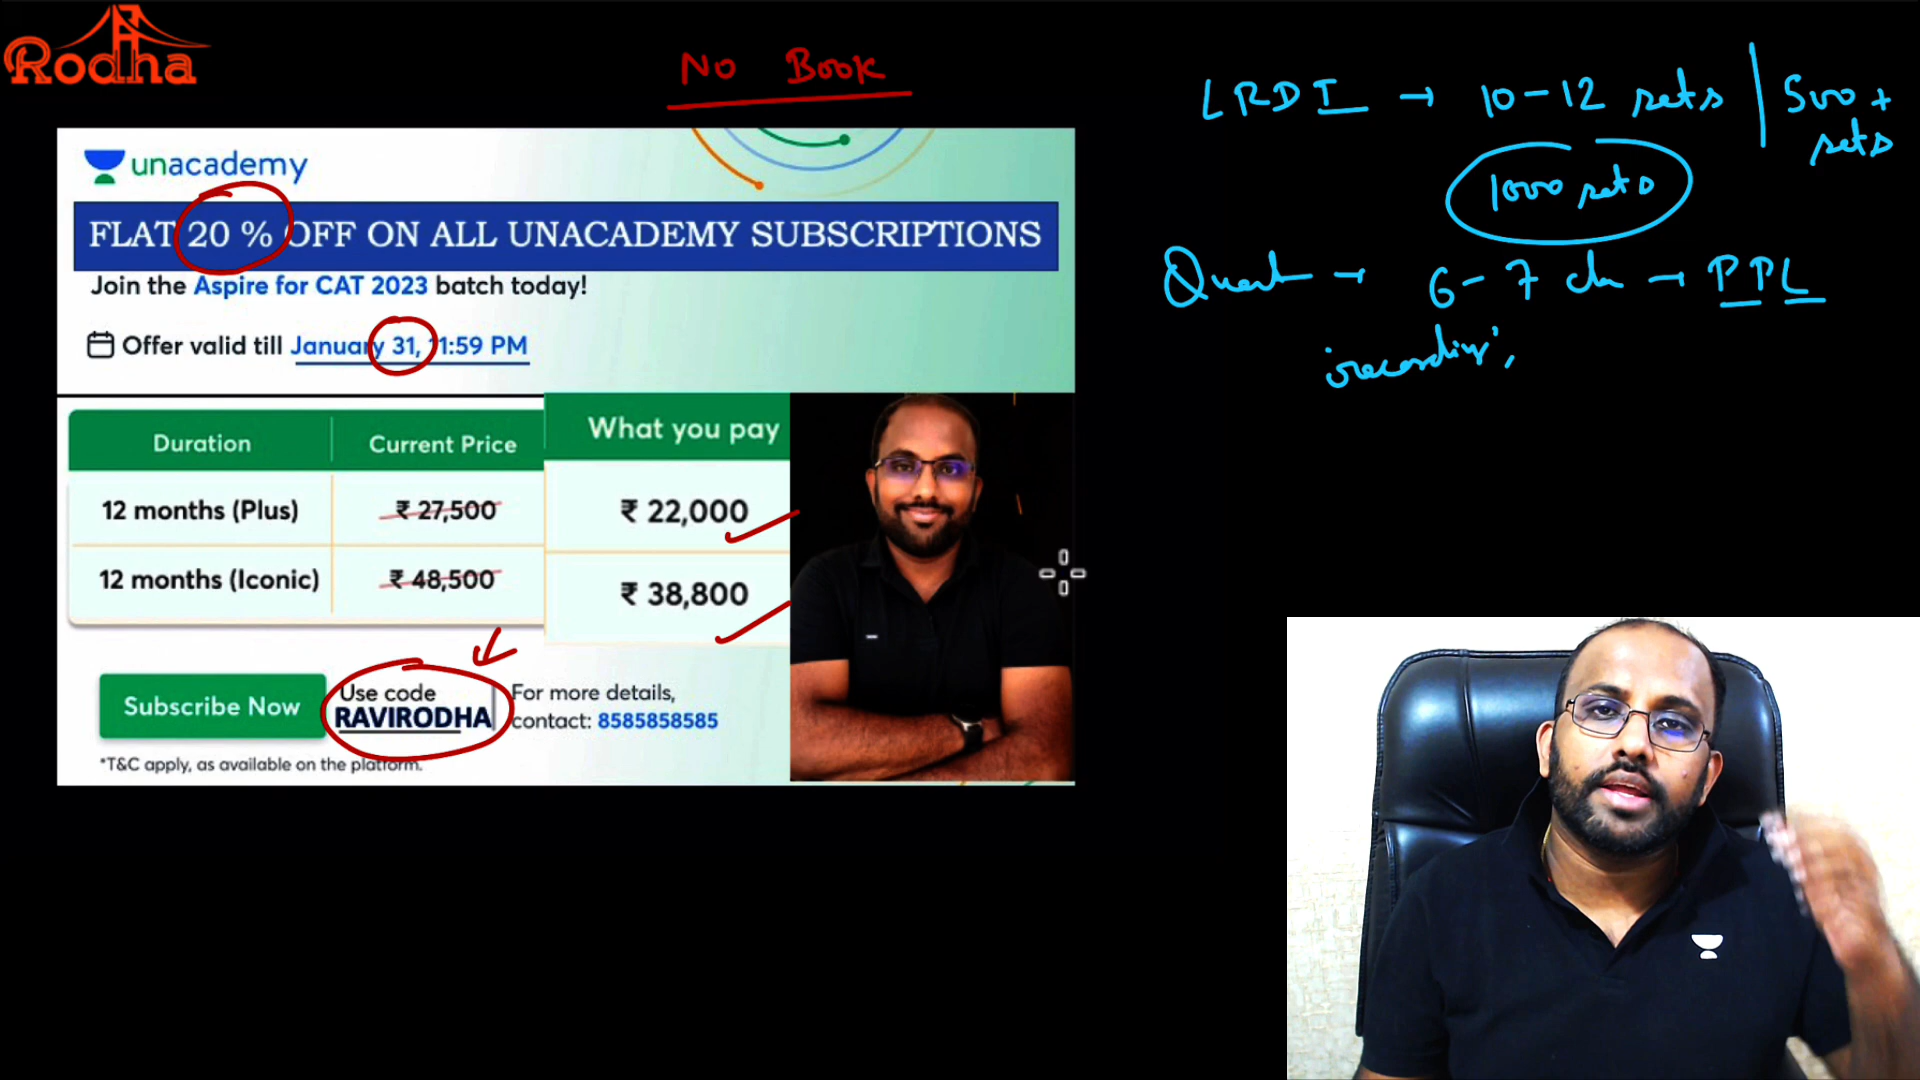 Rodha
No Book
unacademy
FLAT 20 % OFF ON ALL UNACADEMY SUBSCRIPTIONS
Join the Aspire for CAT 2023 batch today!
Offer valid till January 31, 11:59 PM
Duration Current Price What you pay
12 months (Plus) ₹ 27,500 ₹ 22,000
12 months (Iconic) ₹ 48,500 ₹ 38,800
Subscribe Now
Use code
RAVIRODHA
For more details,
contact: 8585858585
*T&C apply, as available on the platform.
LRDI → 10-12 sets | 500 +
sets
1000 sets
Quant → 6-7 ch → PPL